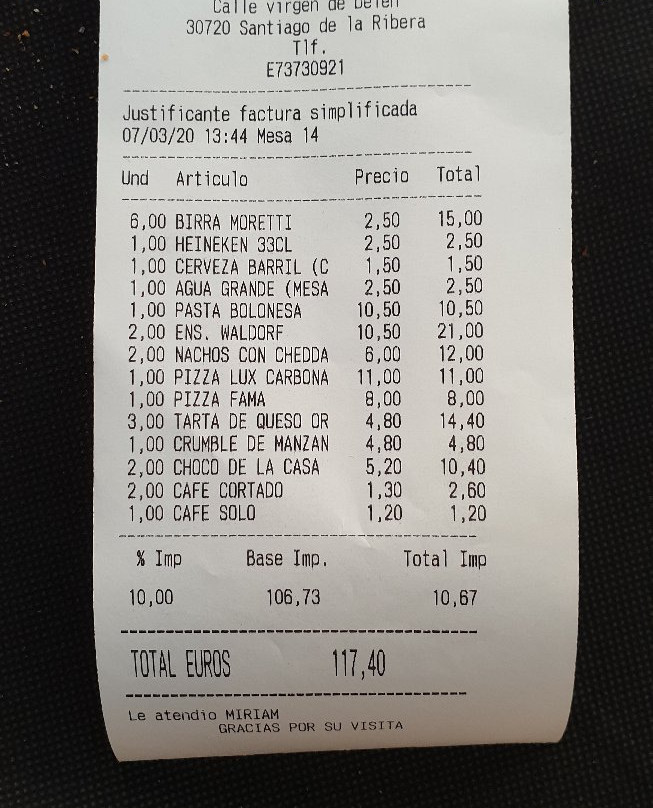 Calle virgen de belen
30720 Santiago de la Ribera
Tlf.
E73730921
Justificante factura simplificada
07/03/20 13:44 Mesa 14
Und Articulo Precio Total
6,00 BIRRA MORETTI 2,50 15,00
1,00 HEINEKEN 33CL 2,50 2,50
1,00 CERVEZA BARRIL (C 1,50 1,50
1,00 AGUA GRANDE (MESA 2,50 2,50
1,00 PASTA BOLONESA 10,50 10,50
2,00 ENS. WALDORF 10,50 21,00
2,00 NACHOS CON CHEDDA 6,00 12,00
1,00 PIZZA LUX CARBONA 11,00 11,00
1,00 PIZZA FAMA 8,00 8,00
3,00 TARTA DE QUESO OR 4,80 14,40
1,00 CRUMBLE DE MANZAN 4,80 4,80
2,00 CHOCO DE LA CASA 5,20 10,40
2,00 CAFE CORTADO 1,30 2,60
1,00 CAFE SOLO 1,20 1,20
% Imp Base Imp. Total Imp
10,00 106,73 10,67
TOTAL EUROS 117,40
Le atendio MIRIAM
GRACIAS POR SU VISITA